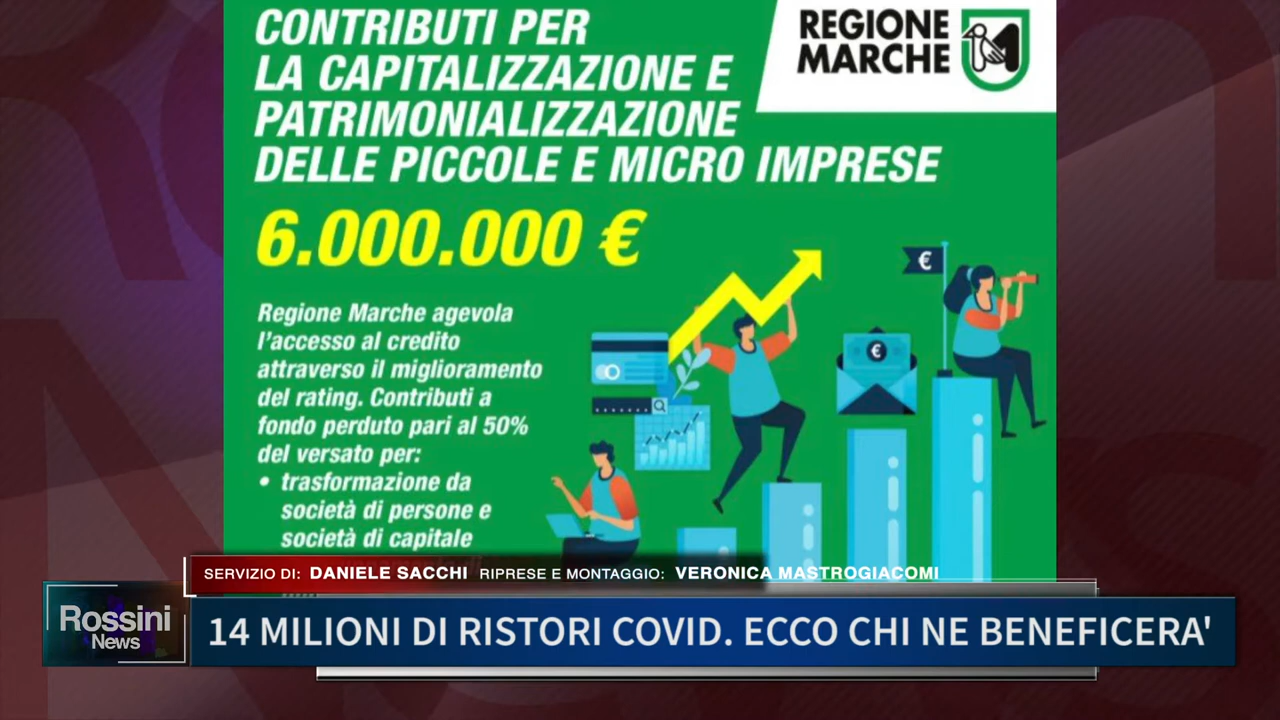 CONTRIBUTI PER
LA CAPITALIZZAZIONE E
PATRIMONIALIZZAZIONE
DELLE PICCOLE E MICRO IMPRESE
REGIONE
MARCHE
6.000.000 €
€
€
Regione Marche agevola
l'accesso al credito
attraverso il miglioramento
del rating. Contributi a
fondo perduto pari al 50%
del versato per:
• trasformazione da
società di persone e
società di capitale
SERVIZIO DI: DANIELE SACCHI RIPRESE E MONTAGGIO: VERONICA MASTROGIACOMI
Rossini
News
14 MILIONI DI RISTORI COVID. ECCO CHI NE BENEFICERA'